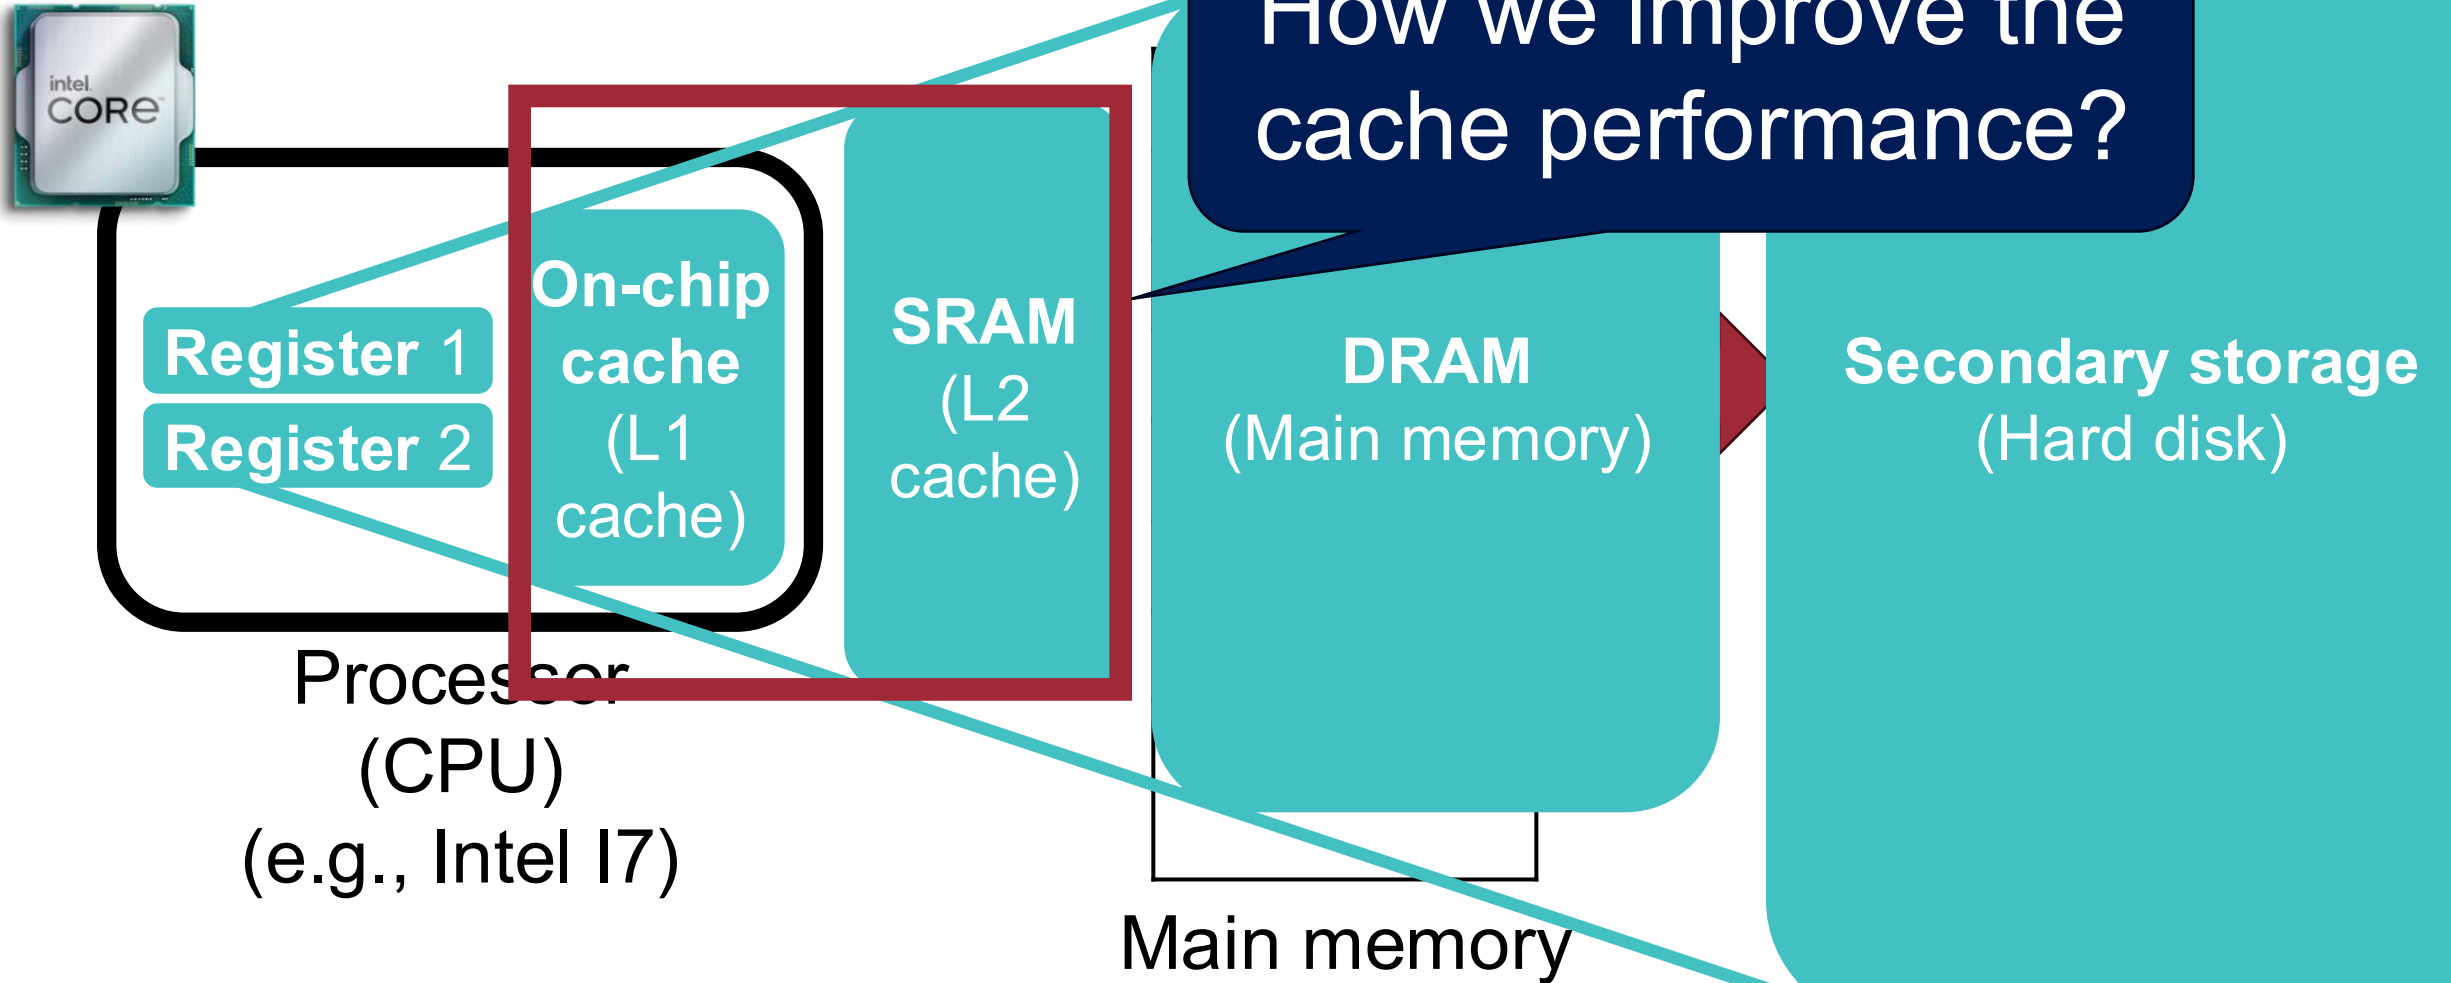 How we improve the
cache performance?
intel.
CORE
Register 1
Register 2
On-chip
cache
(L1
cache)
SRAM
(L2
cache)
DRAM
(Main memory)
Secondary storage
(Hard disk)
Processor
(CPU)
(e.g., Intel I7)
Main memory